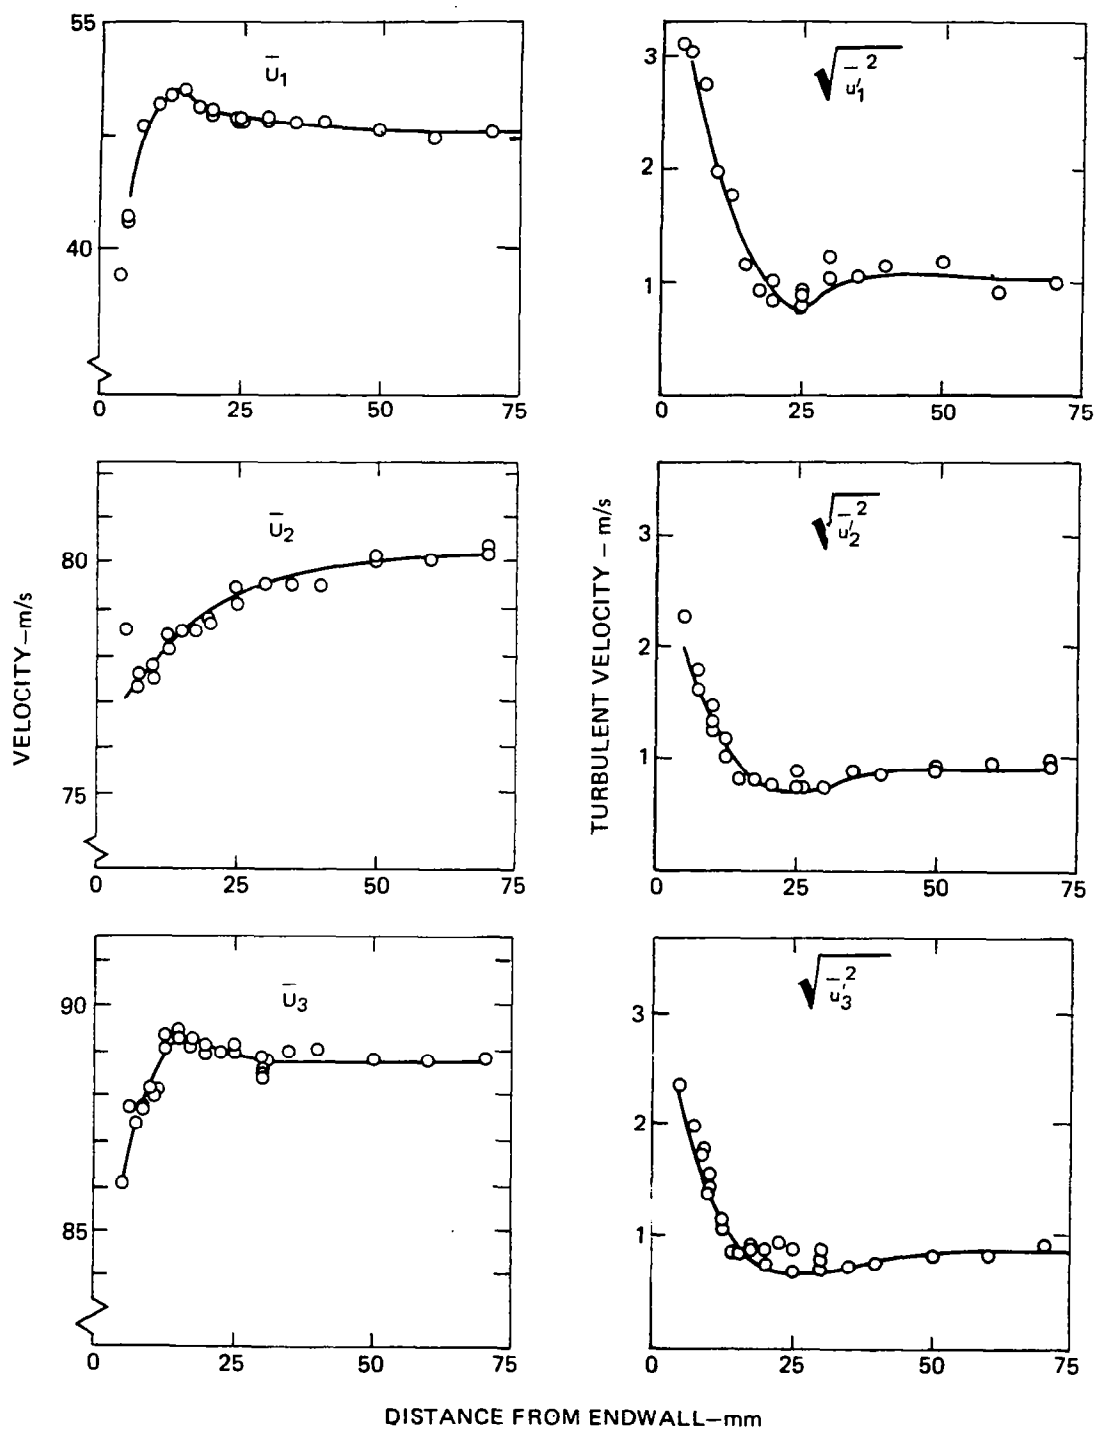 55
Ū₁
40
0 25 50 75
3
√ū′₁²
2
1
0 25 50 75
VELOCITY–m/s
80
Ū₂
75
0 25 50 75
TURBULENT VELOCITY – m/s
3
√ū′₂²
2
1
0 25 50 75
90
Ū₃
85
0 25 50 75
3
√ū′₃²
2
1
0 25 50 75
DISTANCE FROM ENDWALL–mm